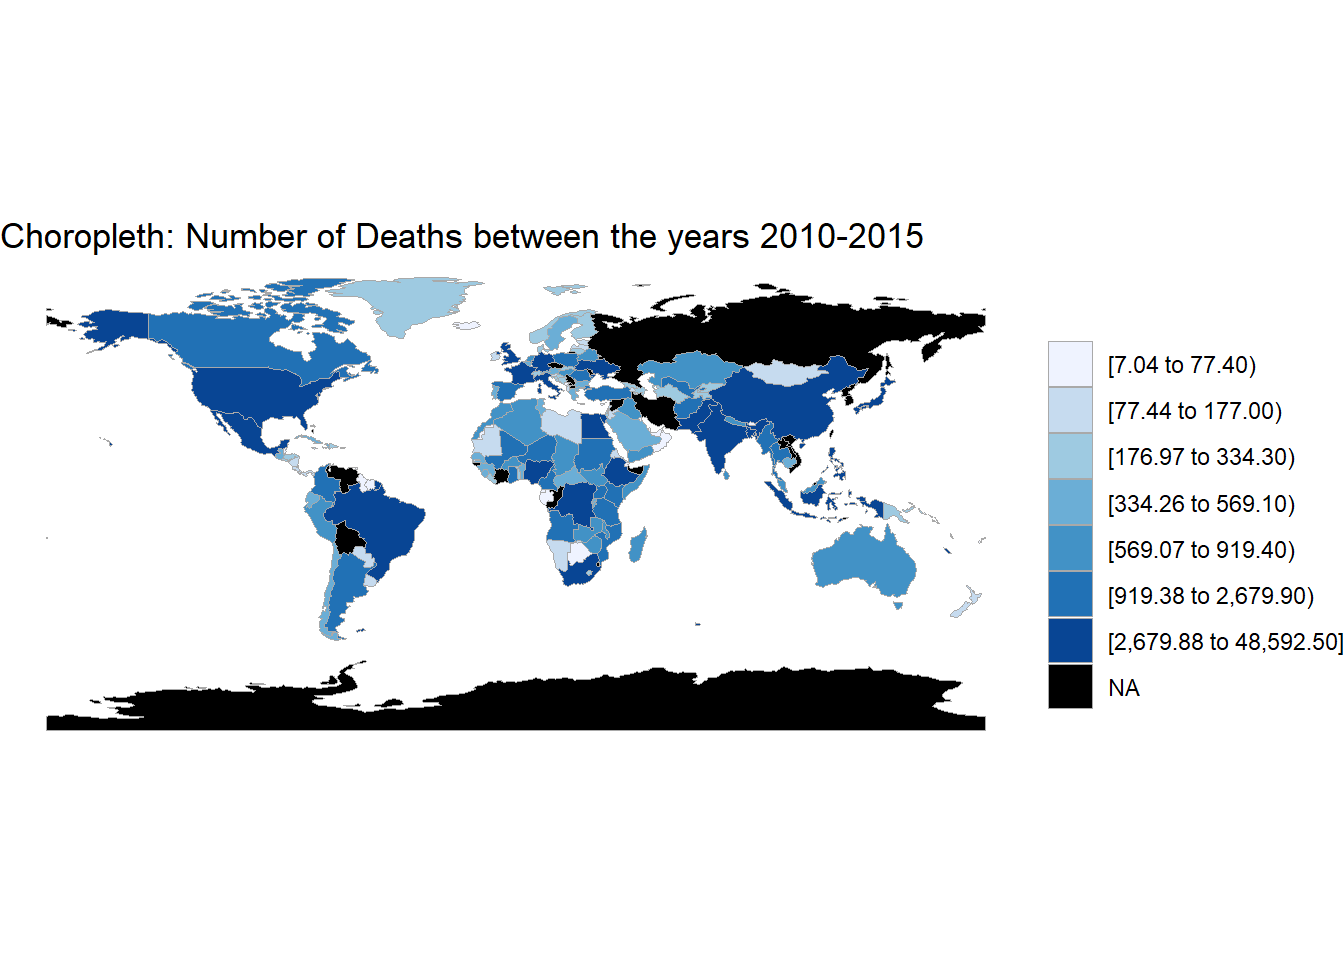 Choropleth: Number of Deaths between the years 2010-2015
[7.04 to 77.40)
[77.44 to 177.00)
[176.97 to 334.30)
[334.26 to 569.10)
[569.07 to 919.40)
[919.38 to 2,679.90)
[2,679.88 to 48,592.50]
NA